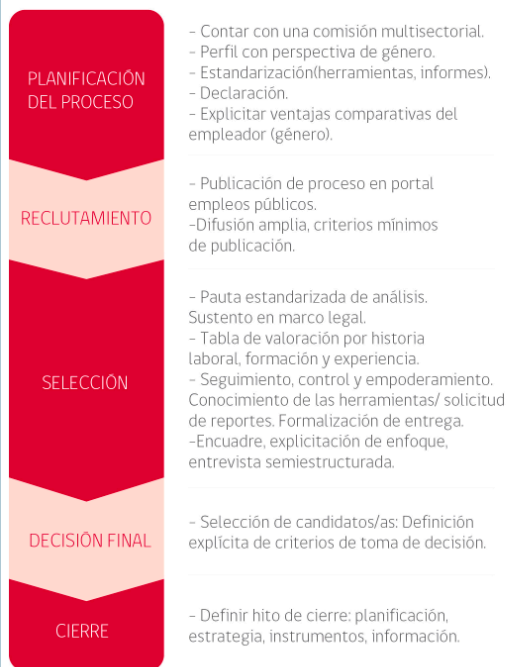 PLANIFICACIÓN
DEL PROCESO
- Contar con una comisión multisectorial.
- Perfil con perspectiva de género.
- Estandarización(herramientas, informes).
- Declaración.
- Explicitar ventajas comparativas del
empleador (género).
RECLUTAMIENTO
- Publicación de proceso en portal
empleos públicos.
-Difusión amplia, criterios mínimos
de publicación.
SELECCIÓN
- Pauta estandarizada de análisis.
Sustento en marco legal.
- Tabla de valoración por historia
laboral, formación y experiencia.
- Seguimiento, control y empoderamiento.
Conocimiento de las herramientas/ solicitud
de reportes. Formalización de entrega.
-Encuadre, explicitación de enfoque,
entrevista semiestructurada.
DECISIÓN FINAL
- Selección de candidatos/as: Definición
explícita de criterios de toma de decisión.
CIERRE
- Definir hito de cierre: planificación,
estrategia, instrumentos, información.